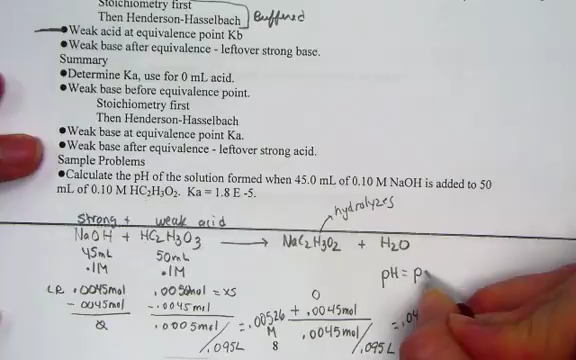 Stoichiometry first
Then Henderson-Hasselbach Buffered
●Weak acid at equivalence point Kb
●Weak base after equivalence - leftover strong base.
Summary
●Determine Ka, use for 0 mL acid.
●Weak base before equivalence point.
Stoichiometry first
Then Henderson-Hasselbach
●Weak base at equivalence point Ka.
●Weak base after equivalence - leftover strong acid.
Sample Problems
●Calculate the pH of the solution formed when 45.0 mL of 0.10 M NaOH is added to 50
mL of 0.10 M HC2H3O2. Ka = 1.8 E -5.
hydrolyzes
strong + weak acid
NaOH + HC2H3O3 → NaC2H3O2 + H2O
45mL 50mL
.1M .1M
pH = p
L.R. .0045mol .0050mol = XS 0
- .0045mol - .0045mol = .00526 + .0045mol = .04
0 .0005mol M .0045mol
.095L 8 .095L